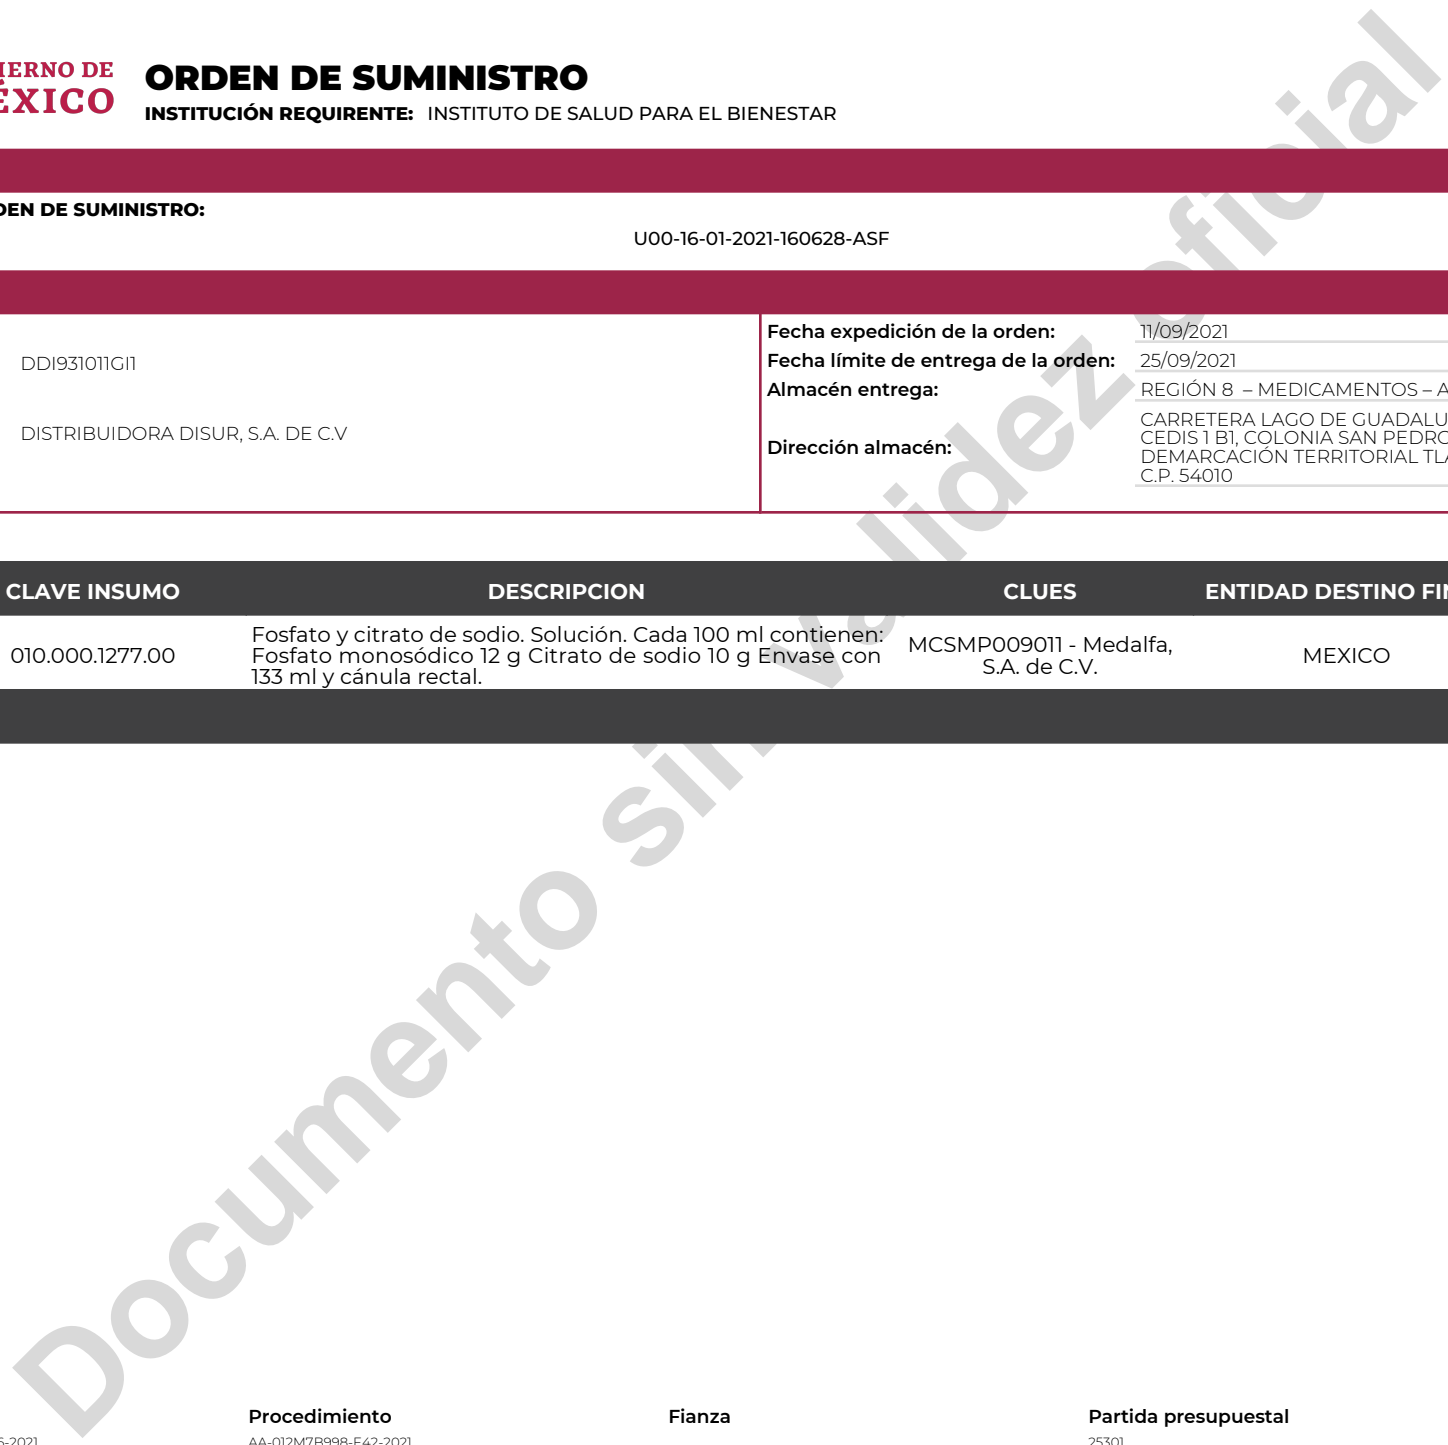 IERNO DE
ÉXICO
ORDEN DE SUMINISTRO
INSTITUCIÓN REQUIRENTE: INSTITUTO DE SALUD PARA EL BIENESTAR
DEN DE SUMINISTRO:
U00-16-01-2021-160628-ASF
DDI931011GI1
DISTRIBUIDORA DISUR, S.A. DE C.V
Fecha expedición de la orden: 11/09/2021
Fecha límite de entrega de la orden: 25/09/2021
Almacén entrega: REGIÓN 8 – MEDICAMENTOS – A
Dirección almacén:
CARRETERA LAGO DE GUADALU
CEDIS 1 B1, COLONIA SAN PEDRO
DEMARCACIÓN TERRITORIAL TLA
C.P. 54010
CLAVE INSUMO DESCRIPCION CLUES ENTIDAD DESTINO FIN
010.000.1277.00
Fosfato y citrato de sodio. Solución. Cada 100 ml contienen:
Fosfato monosódico 12 g Citrato de sodio 10 g Envase con
133 ml y cánula rectal.
MCSMP009011 - Medalfa,
S.A. de C.V.
MEXICO
Documento sin validez oficial
Procedimiento Fianza Partida presupuestal
6-2021 AA-012M7B998-E42-2021 25301